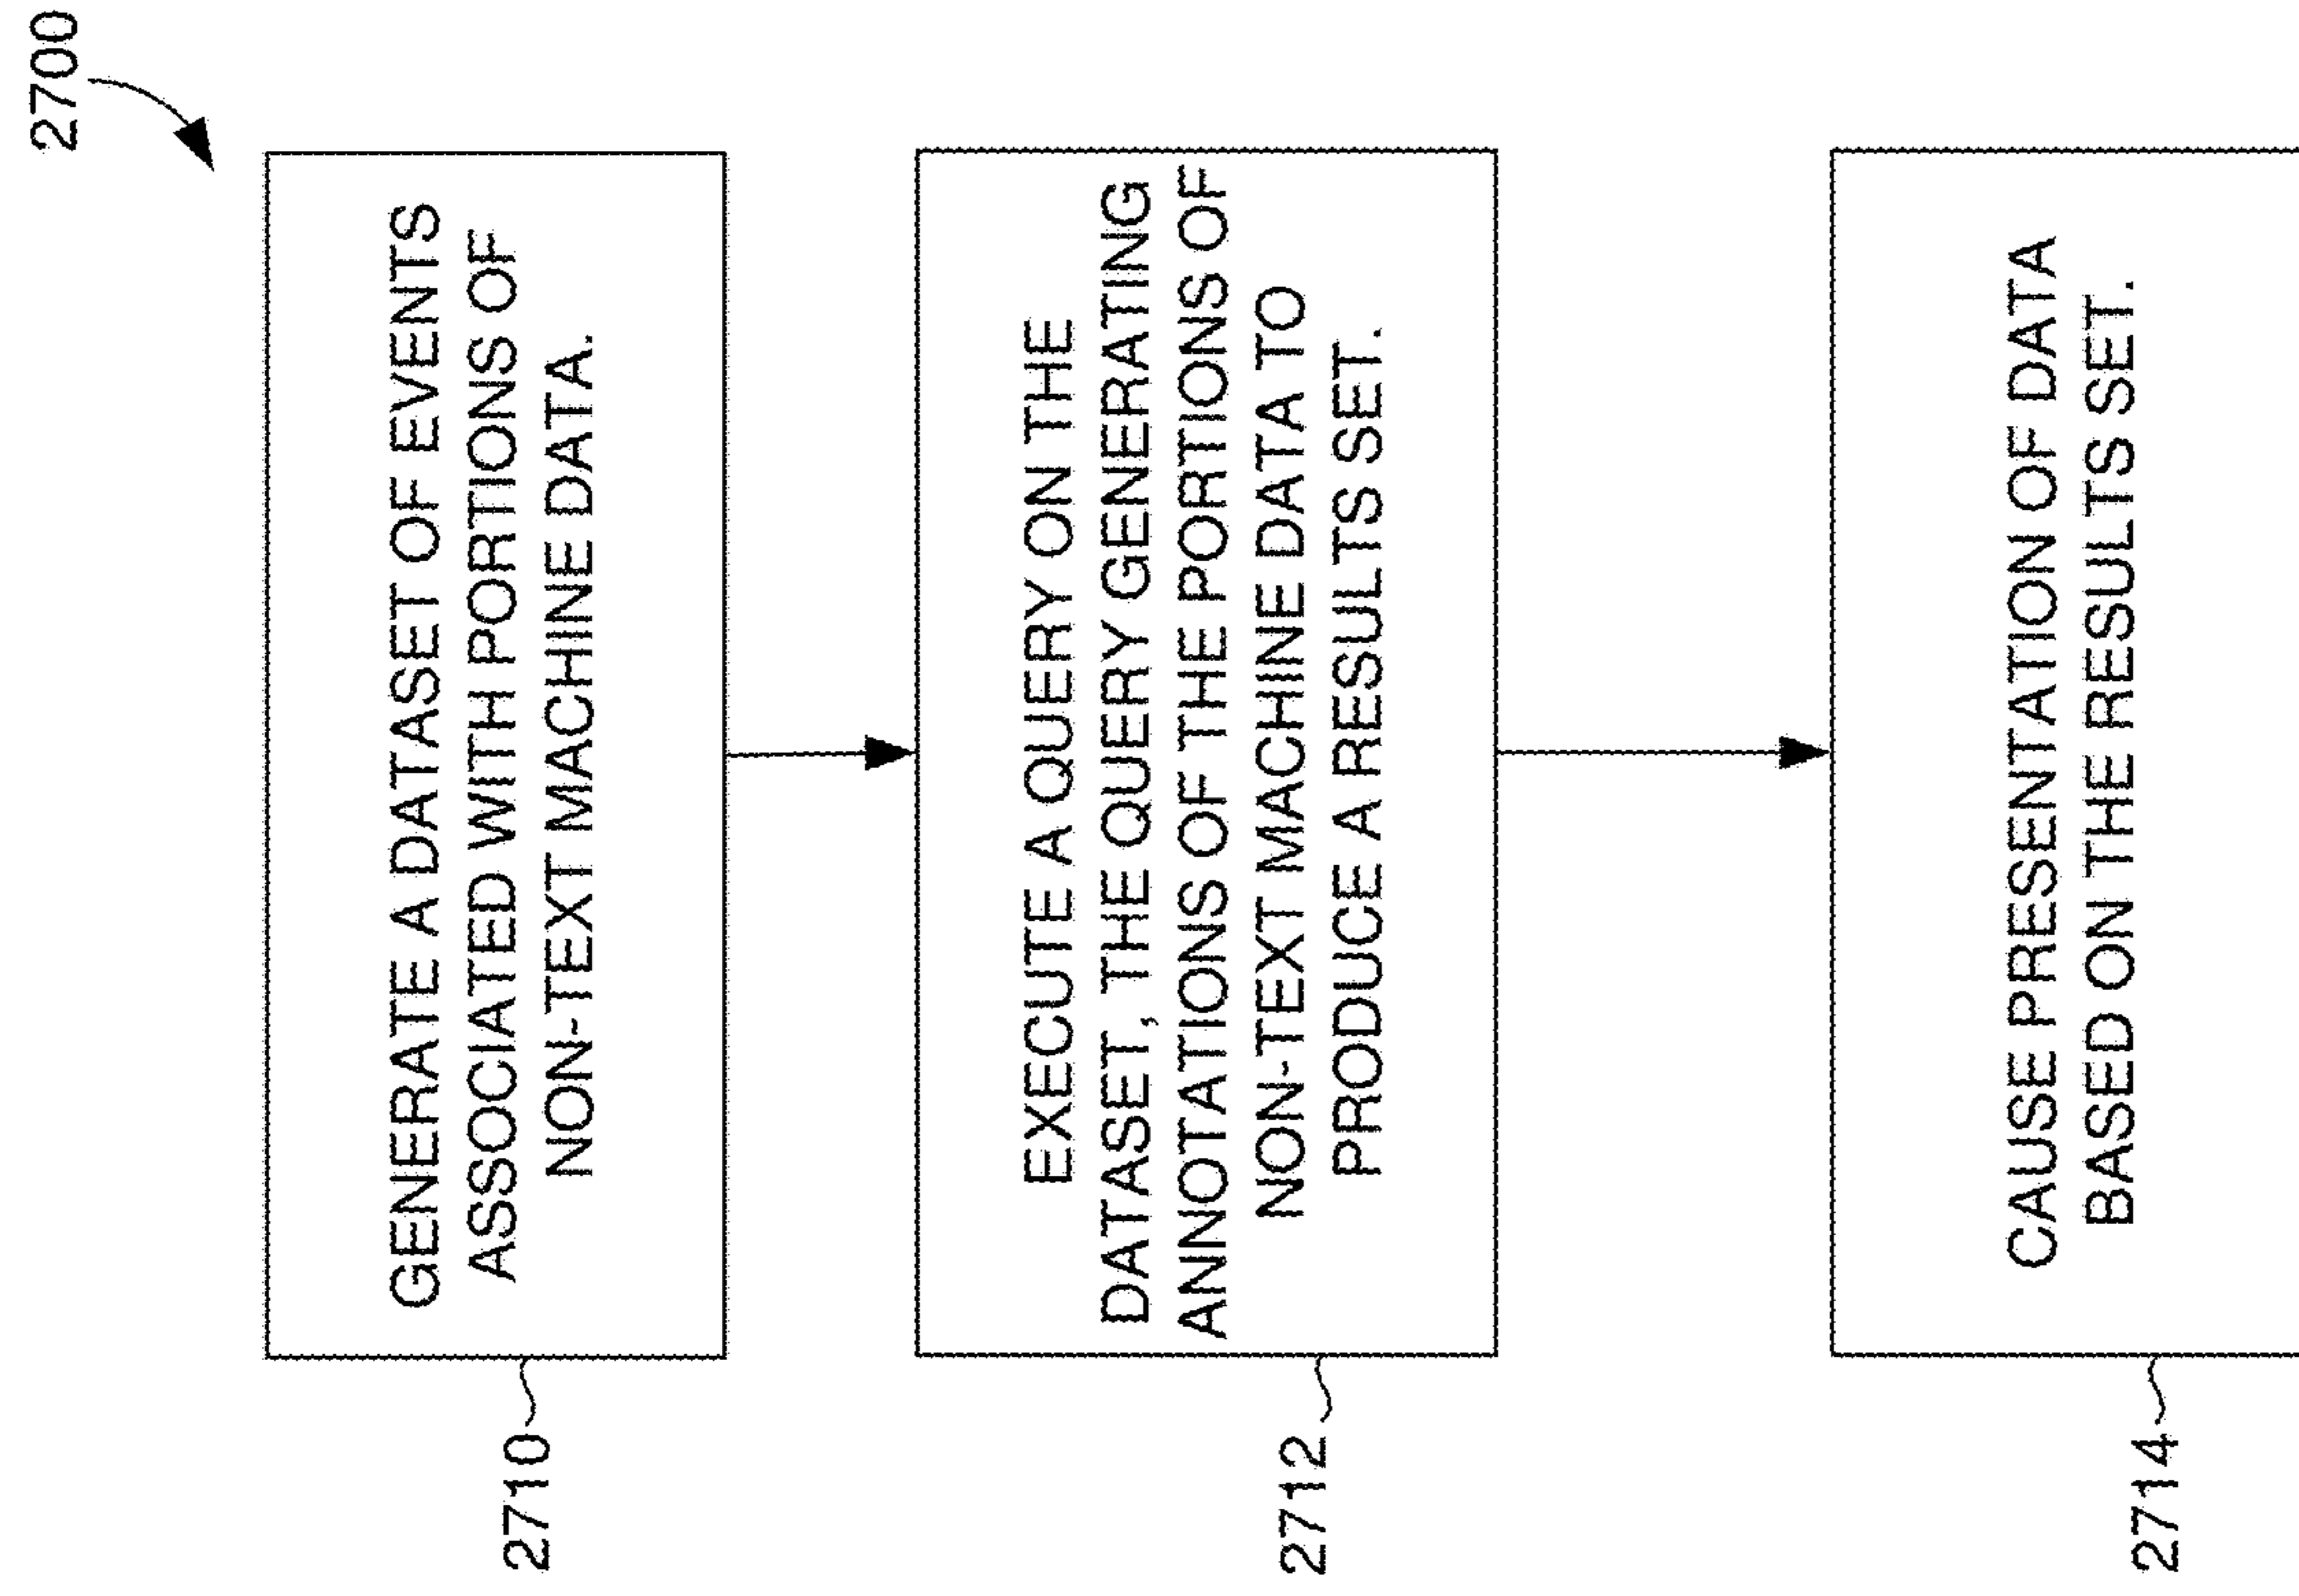 2700
GENERATE A DATASET OF EVENTS
ASSOCIATED WITH PORTIONS OF
NON-TEXT MACHINE DATA.
2710
EXECUTE A QUERY ON THE
DATASET, THE QUERY GENERATING
ANNOTATIONS OF THE PORTIONS OF
NON-TEXT MACHINE DATA TO
PRODUCE A RESULTS SET.
2712
CAUSE PRESENTATION OF DATA
BASED ON THE RESULTS SET.
2714